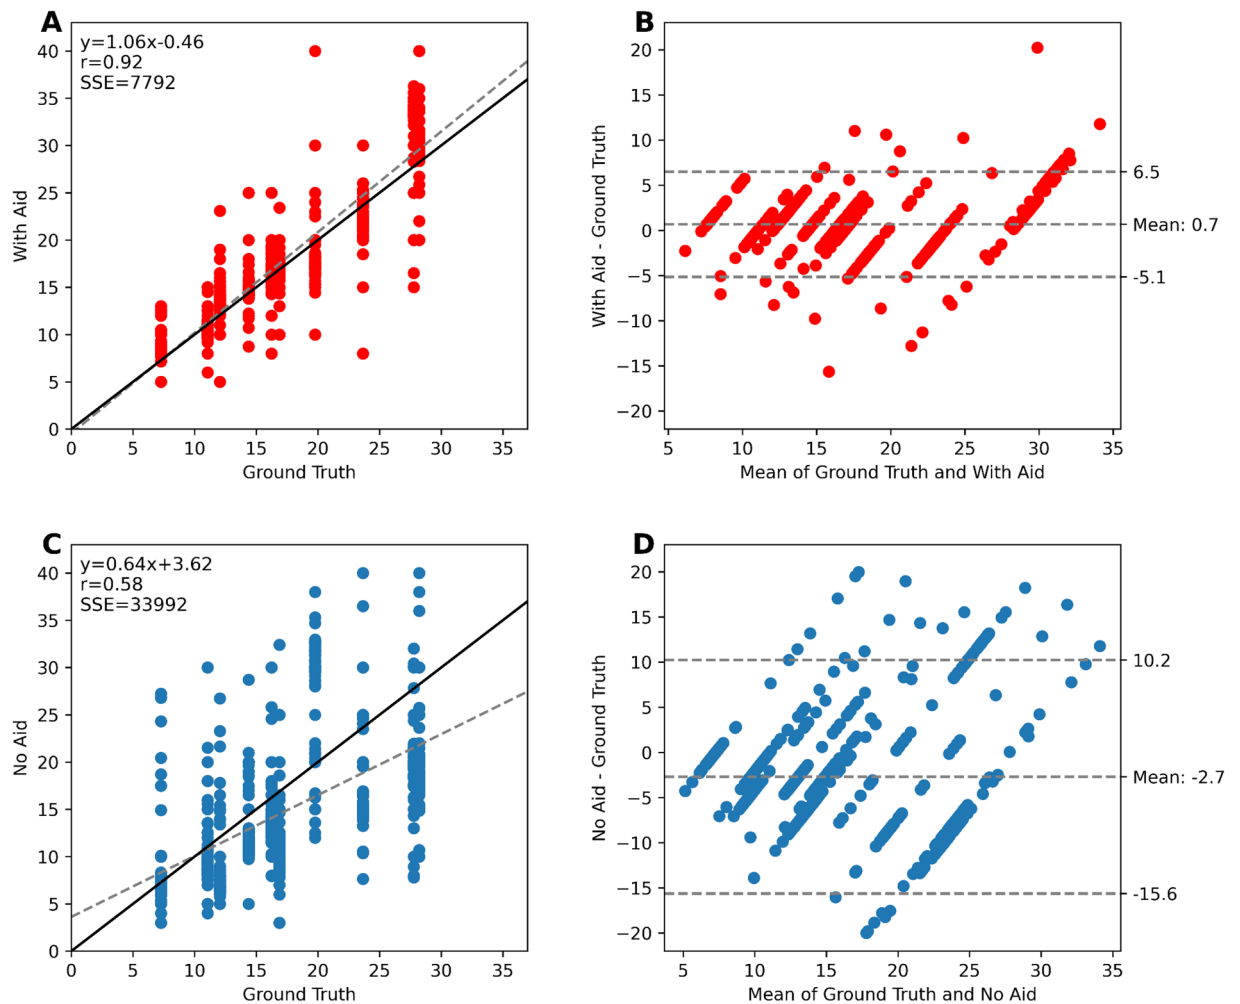 A
y=1.06x-0.46
r=0.92
SSE=7792
With Aid
40
35
30
25
20
15
10
5
0
0 5 10 15 20 25 30 35
Ground Truth
B
With Aid - Ground Truth
20
15
10
5
0
−5
−10
−15
−20
6.5
Mean: 0.7
-5.1
5 10 15 20 25 30 35
Mean of Ground Truth and With Aid
C
y=0.64x+3.62
r=0.58
SSE=33992
No Aid
40
35
30
25
20
15
10
5
0
0 5 10 15 20 25 30 35
Ground Truth
D
No Aid - Ground Truth
20
15
10
5
0
−5
−10
−15
−20
10.2
Mean: -2.7
-15.6
5 10 15 20 25 30 35
Mean of Ground Truth and No Aid